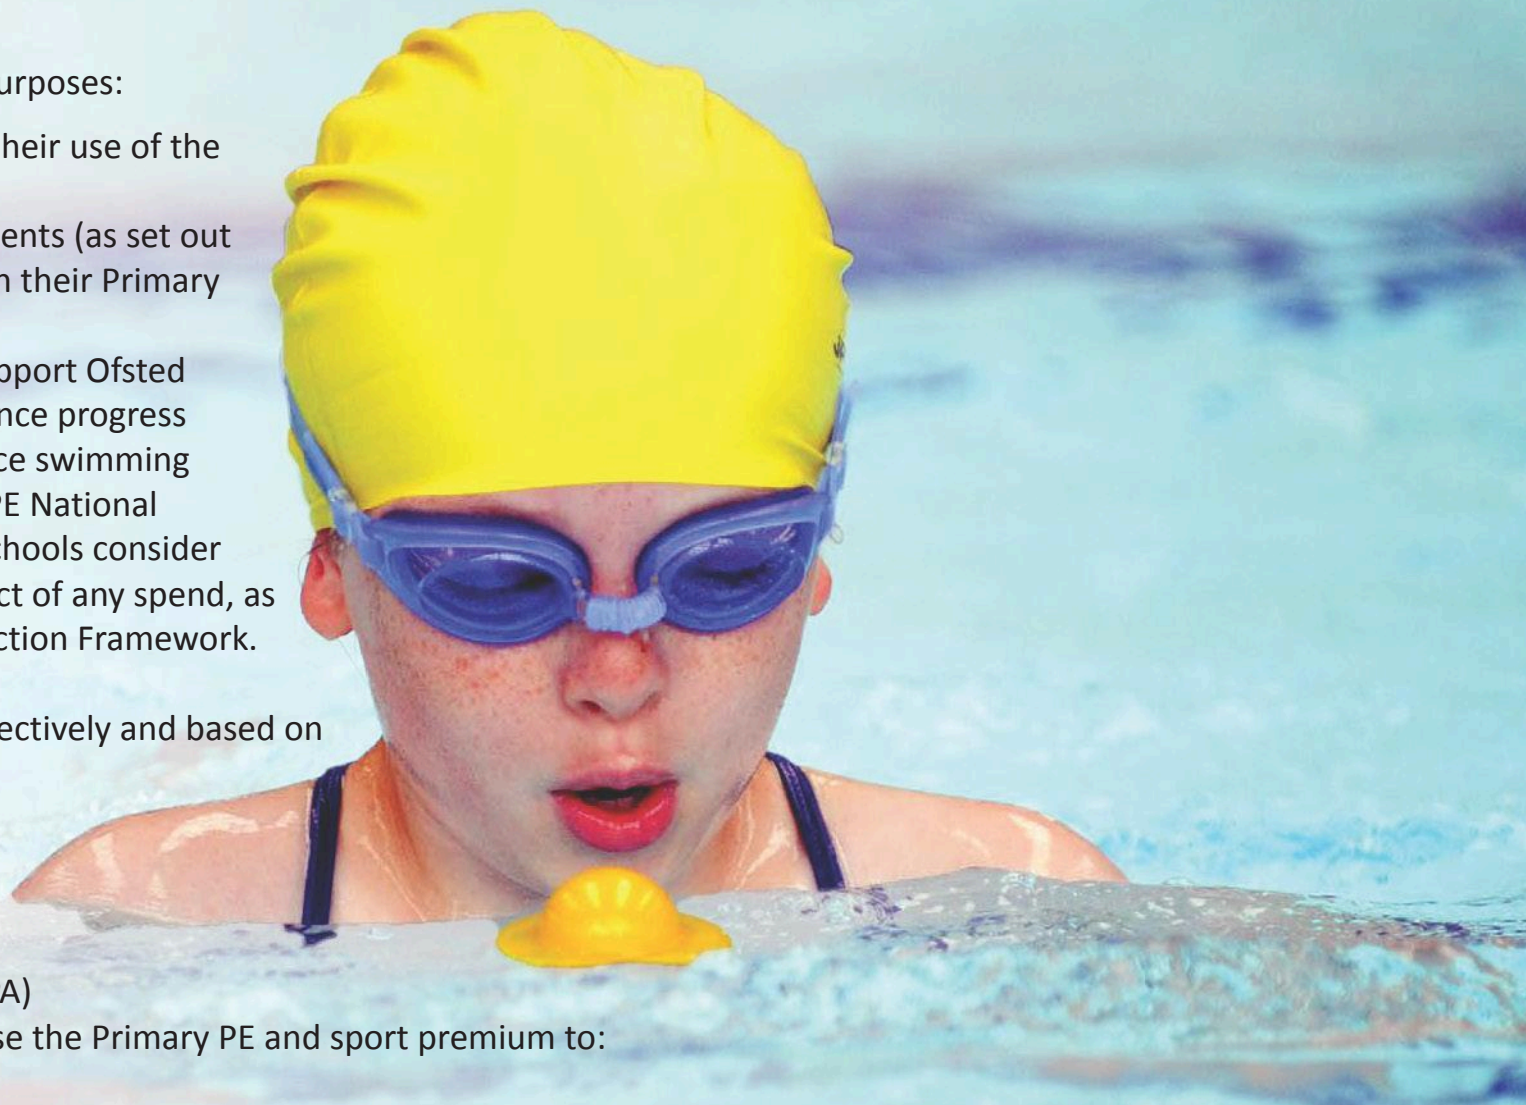 urposes:
heir use of the
ents (as set out
n their Primary
pport Ofsted
nce progress
ce swimming
PE National
chools consider
ct of any spend, as
ction Framework.
ectively and based on
A)
se the Primary PE and sport premium to: